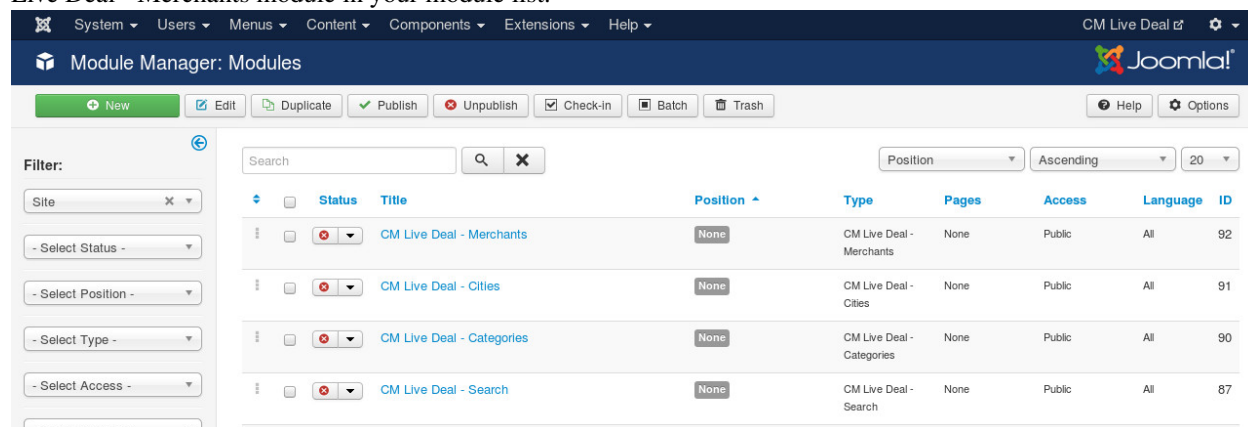 Live Deal - Merchants module in your module list.
System Users Menus Content Components Extensions Help CM Live Deal
Module Manager: Modules Joomla!
New Edit Duplicate Publish Unpublish Check-in Batch Trash Help Options
Filter:
Search Position Ascending 20
Site
Status Title Position Type Pages Access Language ID
- Select Status -
CM Live Deal - Merchants None CM Live Deal - None Public All 92
Merchants
- Select Position -
CM Live Deal - Cities None CM Live Deal - None Public All 91
Cities
- Select Type -
CM Live Deal - Categories None CM Live Deal - None Public All 90
Categories
- Select Access -
CM Live Deal - Search None CM Live Deal - None Public All 87
Search